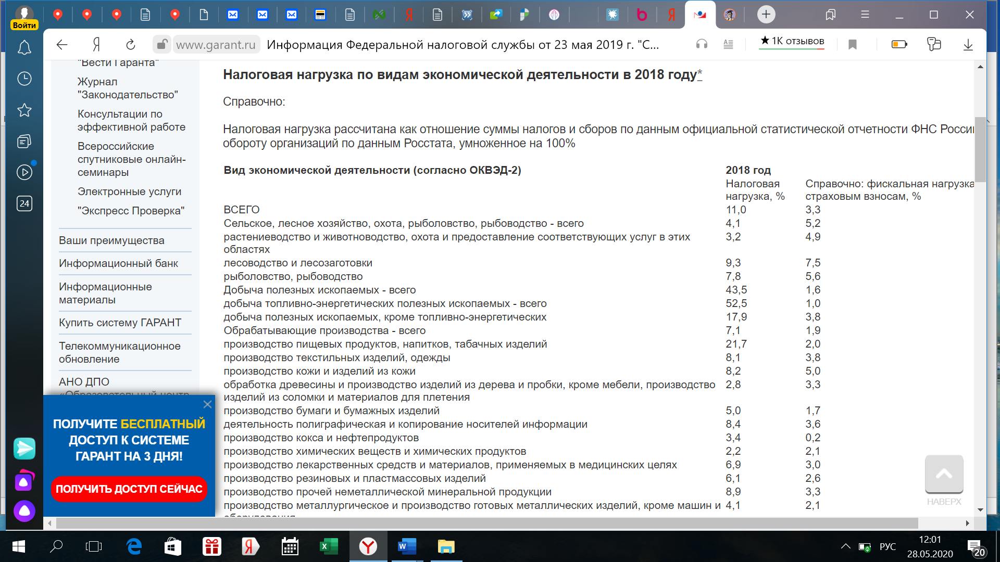 Войти
www.garant.ru
Информация Федеральной налоговой службы от 23 мая 2019 г. "С...
★ 1К отзывов
24
"Вести Гаранта"
Журнал
"Законодательство"
Консультации по
эффективной работе
Всероссийские
спутниковые онлайн-
семинары
Электронные услуги
"Экспресс Проверка"
Ваши преимущества
Информационный банк
Информационные
материалы
Купить систему ГАРАНТ
Телекоммуникационное
обновление
АНО ДПО
«Образовательный центр
ПОЛУЧИТЕ БЕСПЛАТНЫЙ
ДОСТУП К СИСТЕМЕ
ГАРАНТ НА 3 ДНЯ!
ПОЛУЧИТЬ ДОСТУП СЕЙЧАС
Налоговая нагрузка по видам экономической деятельности в 2018 году*
Справочно:
Налоговая нагрузка рассчитана как отношение суммы налогов и сборов по данным официальной статистической отчетности ФНС Росси
обороту организаций по данным Росстата, умноженное на 100%
Вид экономической деятельности (согласно ОКВЭД-2) 2018 год
Налоговая Справочно: фискальная нагрузка
нагрузка, % страховым взносам, %
ВСЕГО 11,0 3,3
Сельское, лесное хозяйство, охота, рыболовство, рыбоводство - всего 4,1 5,2
растениеводство и животноводство, охота и предоставление соответствующих услуг в этих 3,2 4,9
областях
лесоводство и лесозаготовки 9,3 7,5
рыболовство, рыбоводство 7,8 5,6
Добыча полезных ископаемых - всего 43,5 1,6
добыча топливно-энергетических полезных ископаемых - всего 52,5 1,0
добыча полезных ископаемых, кроме топливно-энергетических 17,9 3,8
Обрабатывающие производства - всего 7,1 1,9
производство пищевых продуктов, напитков, табачных изделий 21,7 2,0
производство текстильных изделий, одежды 8,1 3,8
производство кожи и изделий из кожи 8,2 5,0
обработка древесины и производство изделий из дерева и пробки, кроме мебели, производство 2,8 3,3
изделий из соломки и материалов для плетения
производство бумаги и бумажных изделий 5,0 1,7
деятельность полиграфическая и копирование носителей информации 8,4 3,6
производство кокса и нефтепродуктов 3,4 0,2
производство химических веществ и химических продуктов 2,2 2,1
производство лекарственных средств и материалов, применяемых в медицинских целях 6,9 3,0
производство резиновых и пластмассовых изделий 6,1 2,6
производство прочей неметаллической минеральной продукции 8,9 3,3
производство металлургическое и производство готовых металлических изделий, кроме машин и 4,1 2,1
оборудования
НАВЕРХ
РУС
12:01
28.05.2020
20